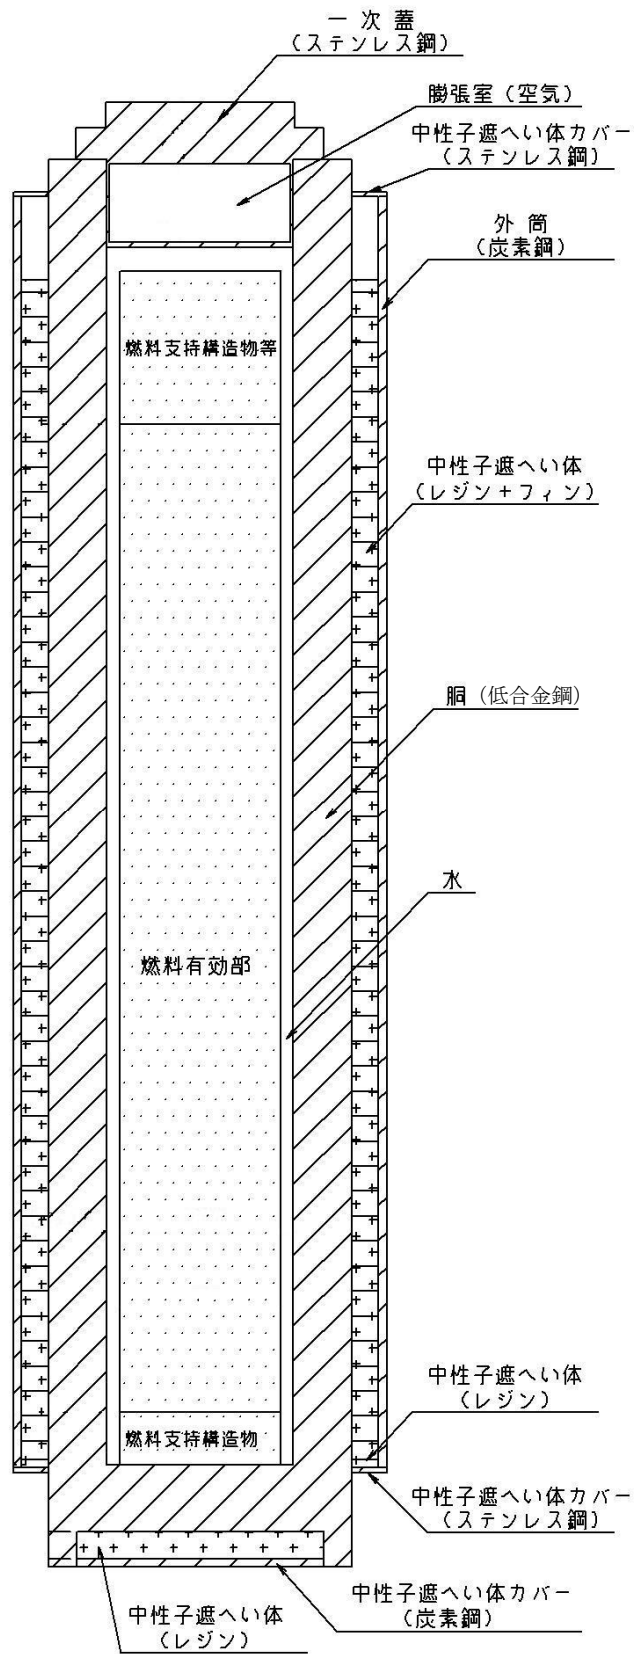 一次蓋
(ステンレス鋼)
膨張室(空気)
中性子遮へい体カバー
(ステンレス鋼)
外筒
(炭素鋼)
燃料支持構造物等
中性子遮へい体
(レジン+フィン)
胴(低合金鋼)
水
燃料有効部
中性子遮へい体
(レジン)
燃料支持構造物
中性子遮へい体カバー
(ステンレス鋼)
中性子遮へい体カバー
(炭素鋼)
中性子遮へい体
(レジン)